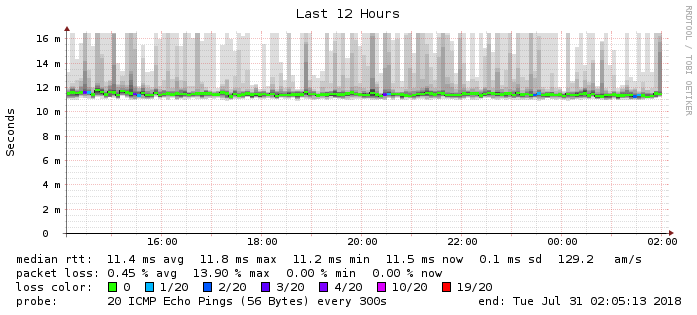 Last 12 Hours
RRDTOOL / TOBI OETIKER
Seconds
16 m
14 m
12 m
10 m
8 m
6 m
4 m
2 m
0
16:00 18:00 20:00 22:00 00:00 02:00
median rtt: 11.4 ms avg 11.8 ms max 11.2 ms min 11.5 ms now 0.1 ms sd 129.2 am/s
packet loss: 0.45 % avg 13.90 % max 0.00 % min 0.00 % now
loss color: 0 1/20 2/20 3/20 4/20 10/20 19/20
probe: 20 ICMP Echo Pings (56 Bytes) every 300s end: Tue Jul 31 02:05:13 2018